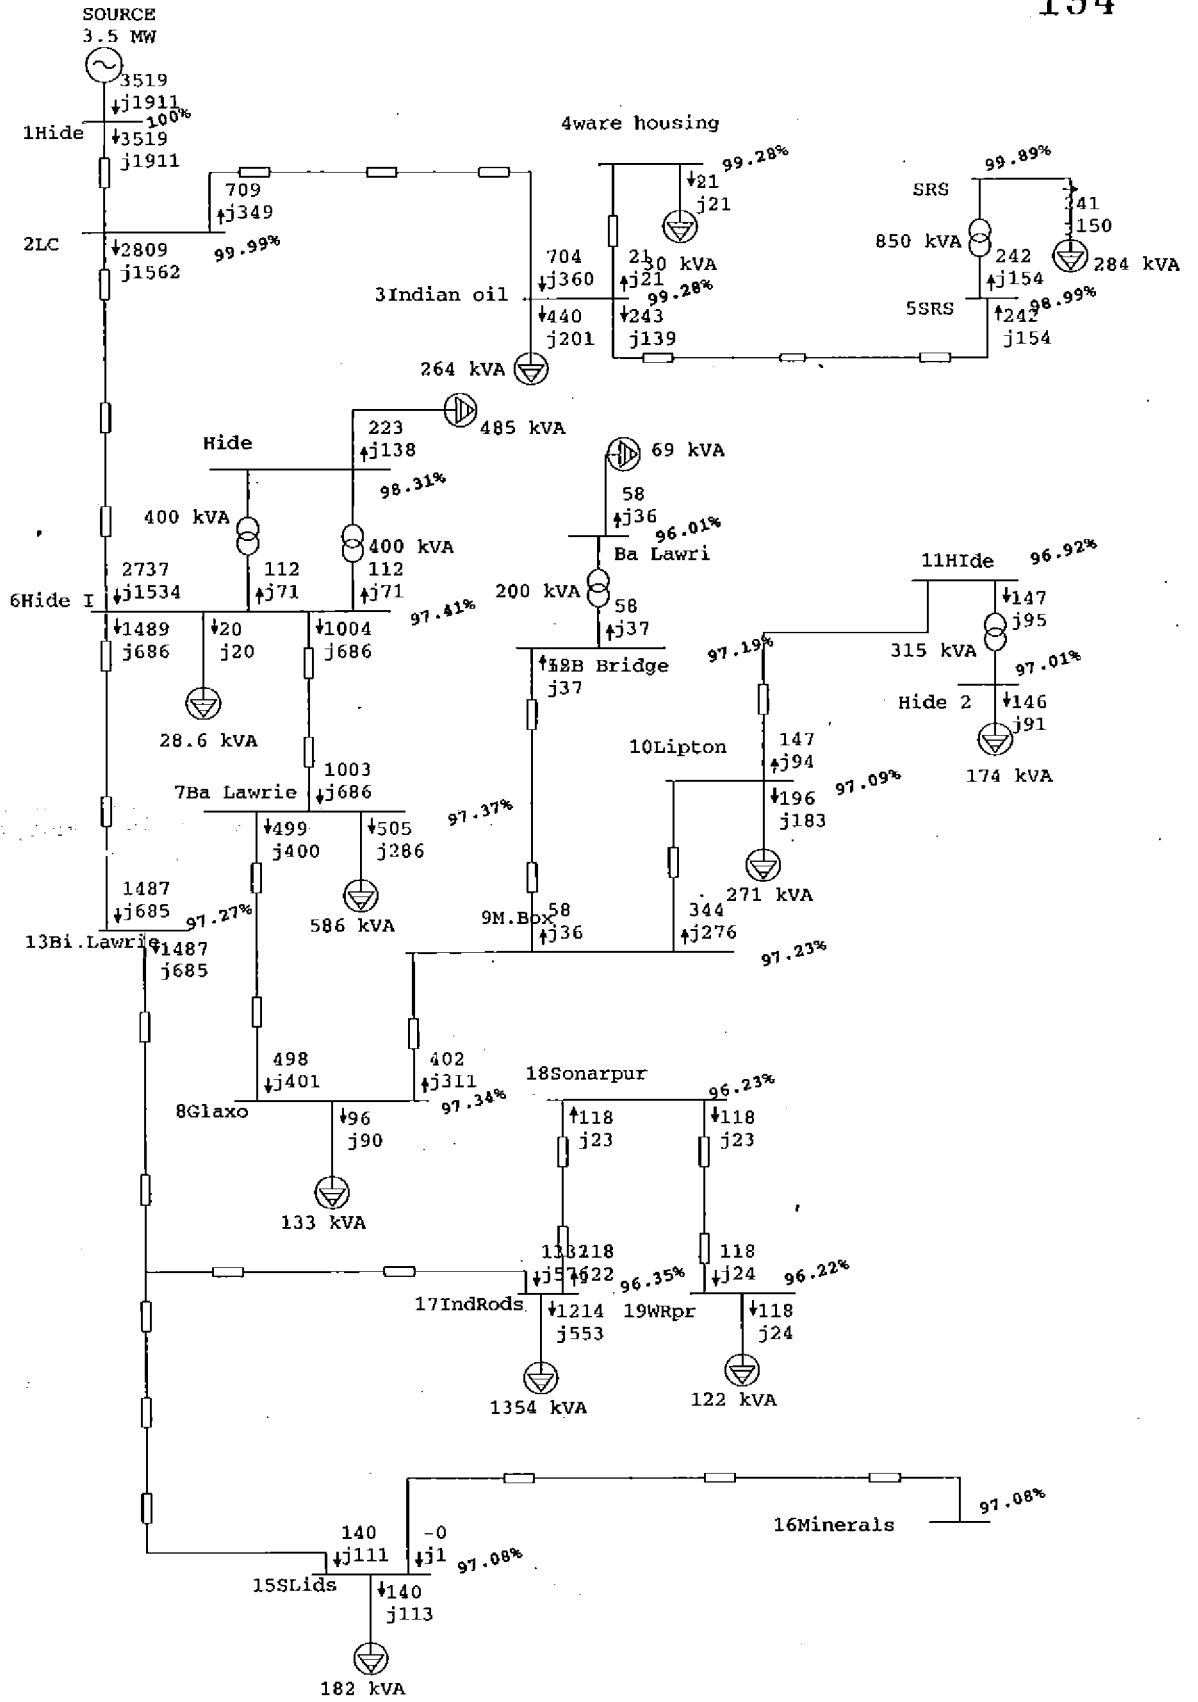 194
SOURCE
3.5 MW
3519
j1911
100%
1Hide
3519
j1911
709
j349
2LC
2809
j1562
99.99%
4ware housing
99.28%
21
j21
30 kVA
704
j360
21
j21
99.28%
3Indian oil
440
j201
243
j139
264 kVA
99.89%
SRS
241
150
850 kVA
242
j154
284 kVA
5SRS
98.99%
242
j154
485 kVA
223
j138
Hide
98.31%
400 kVA
400 kVA
112
j71
112
j71
2737
j1534
6Hide I
97.41%
1489
j686
20
j20
1004
j686
28.6 kVA
69 kVA
58
j36
96.01%
Ba Lawri
200 kVA
58
j37
12B Bridge
58
j37
11HIde
96.92%
147
j95
315 kVA
97.01%
Hide 2
146
j91
174 kVA
97.19%
10Lipton
147
j94
97.09%
196
j183
271 kVA
1003
j686
7Ba Lawrie
97.37%
499
j400
505
j286
586 kVA
1487
j685
97.27%
13Bi.Lawrie
1487
j685
9M.Box
58
j36
344
j276
97.23%
498
j401
402
j311
97.34%
8Glaxo
96
j90
133 kVA
18Sonarpur
96.23%
118
j23
118
j23
1332
j576
118
j22
96.35%
17IndRods
1214
j553
1354 kVA
118
j24
96.22%
19WRpr
118
j24
122 kVA
16Minerals
97.08%
140
j111
-0
j1
97.08%
15SLids
140
j113
182 kVA